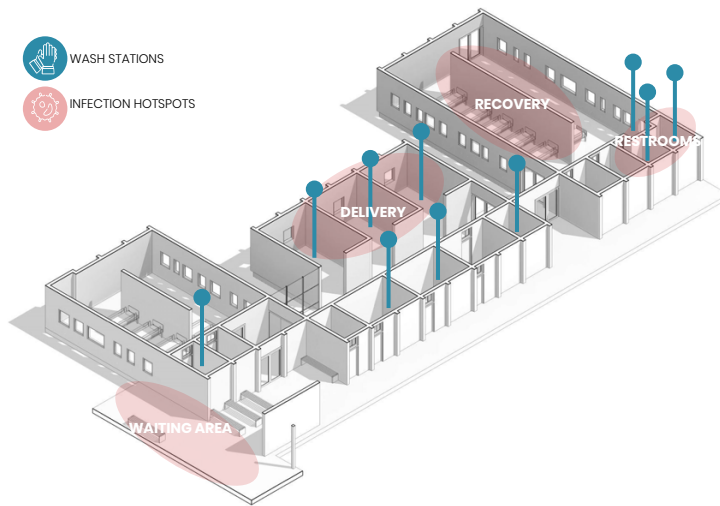 WASH STATIONS
INFECTION HOTSPOTS
RECOVERY
RESTROOMS
DELIVERY
WAITING AREA